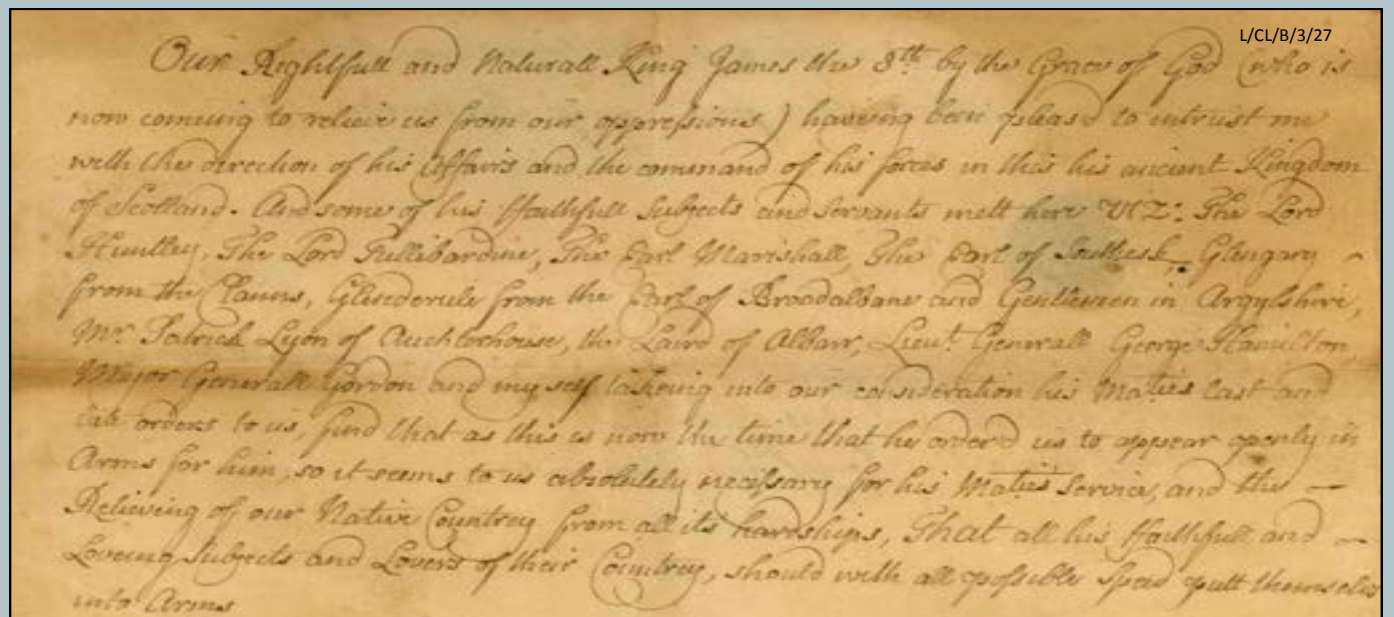 L/CL/B/3/27
Our Rightfull and Naturall King James the 8th by the Grace of God (who is
now comeing to relieve us from our oppressions) haveing been pleas'd to intrust me
with the direction of his Affairs and the command of his forces in this his ancient Kingdom
of Scotland. And some of his ffaithfull Subjects and Servants mett here VIZ: The Lord
Huntley, The Lord Tullibardine, The Earl Marishall, The Earl of Southesk, Glengary
from the Clanns, Glenderule from the Earl of Broadalbane and Gentlemen in Argylshire,
Mr. Patrick Lyon of Auchterhouse, the Laird of Albarr, Lieut. Generall George Hamilton,
Major Generall Gordon and my self takeing into our consideration his Maties last and
late orders to us, find that as this is now the time that he order'd us to appear openly in
Arms for him, so it seems to us absolutely necessary for his Maties Service, and the —
Relieving of our Native Countrey from all its hardships, That all his ffaithfull and —
Loveing Subjects and Lovers of their Countrey, should with all possible Speed putt themselves
into Arms